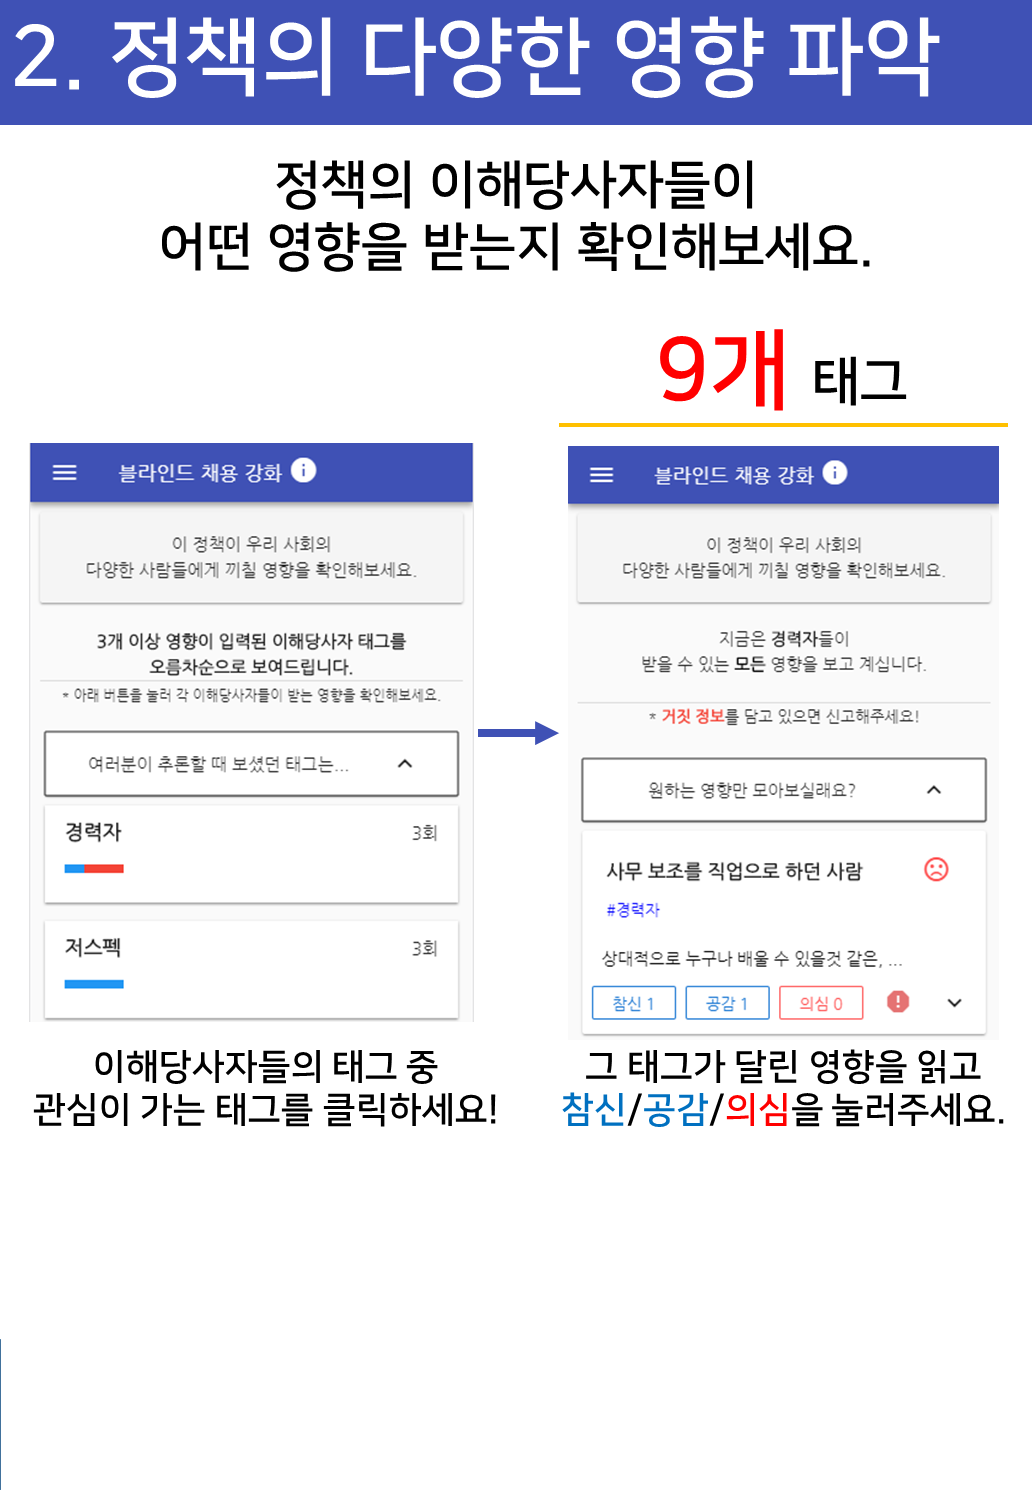 2. 정책의 다양한 영향 파악
정책의 이해당사자들이
어떤 영향을 받는지 확인해보세요.
9개 태그
블라인드 채용 강화
이 정책이 우리 사회의
다양한 사람들에게 끼칠 영향을 확인해보세요.
3개 이상 영향이 입력된 이해당사자 태그를
오름차순으로 보여드립니다.
* 아래 버튼을 눌러 각 이해당사자들이 받는 영향을 확인해보세요.
여러분이 추론할 때 보셨던 태그는...
경력자 3회
저스펙 3회
이해당사자들의 태그 중
관심이 가는 태그를 클릭하세요!
블라인드 채용 강화
이 정책이 우리 사회의
다양한 사람들에게 끼칠 영향을 확인해보세요.
지금은 경력자들이
받을 수 있는 모든 영향을 보고 계십니다.
* 거짓 정보를 담고 있으면 신고해주세요!
원하는 영향만 모아보실래요?
사무 보조를 직업으로 하던 사람
#경력자
상대적으로 누구나 배울 수 있을것 같은, ...
참신 1 공감 1 의심 0
그 태그가 달린 영향을 읽고
참신/공감/의심을 눌러주세요.